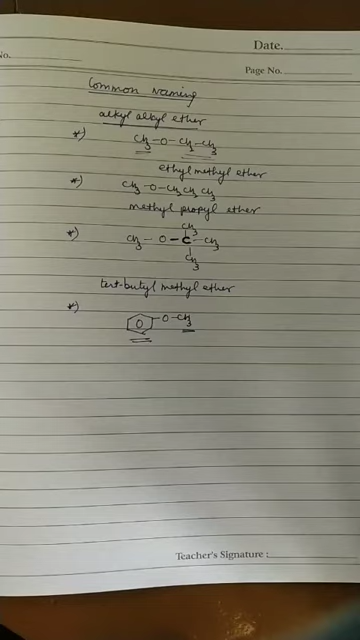 Date.
No.
Page No.
Common Naming
alkyl alkyl ether
*) CH3-O-CH2-CH3
ethyl methyl ether
*) CH3-O-CH2CH2CH3
methyl propyl ether
CH3
*) CH3-O-C-CH3
CH3
tert-butyl methyl ether
*)
O-CH3
Teacher's Signature :